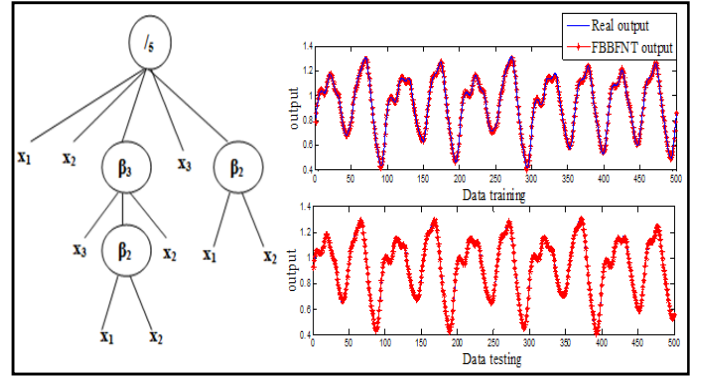 /5
x1
x2
β3
x3
β2
x3
β2
x2
x1
x2
x1
x2
Real output
FBBFNT output
output
1.4
1.2
1
0.8
0.6
0.4
0 50 100 150 200 250 300 350 400 450 500
Data training
output
1.4
1.2
1
0.8
0.6
0.4
0 50 100 150 200 250 300 350 400 450 500
Data testing